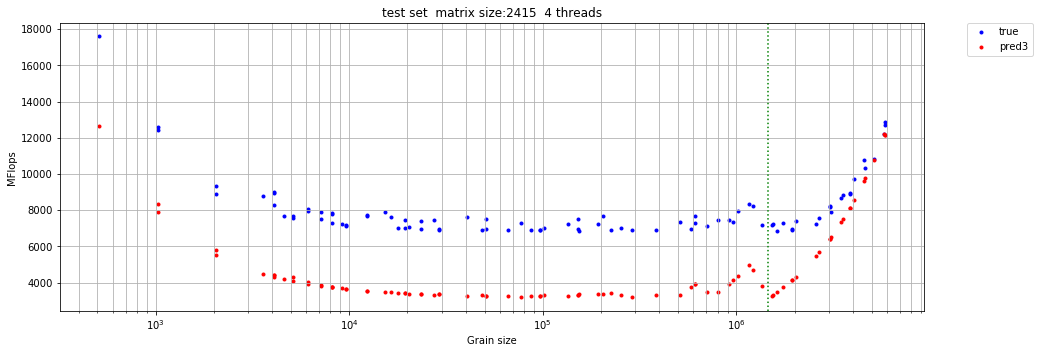 test set  matrix size:2415  4 threads
true
pred3
18000
16000
14000
12000
10000
8000
6000
4000
MFlops
10³
10⁴
10⁵
10⁶
Grain size